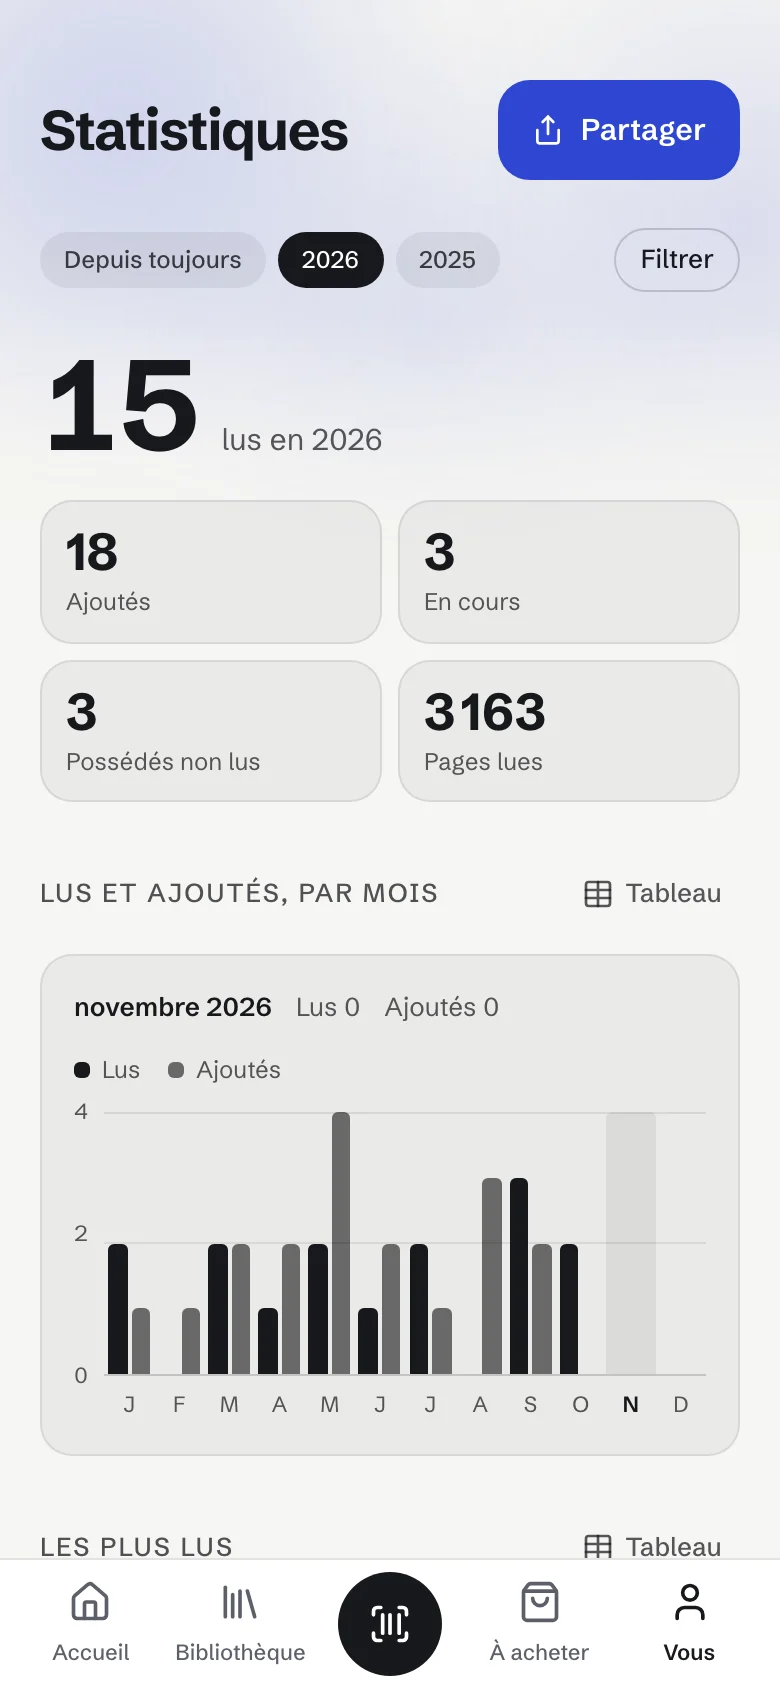 Statistiques
Partager
Depuis toujours 2026 2025 Filtrer
15 lus en 2026
18
Ajoutés
3
En cours
3
Possédés non lus
3 163
Pages lues
LUS ET AJOUTÉS, PAR MOIS
Tableau
novembre 2026 Lus 0 Ajoutés 0
Lus Ajoutés
4
2
0
J F M A M J J A S O N D
LES PLUS LUS
Tableau
Accueil Bibliothèque À acheter Vous